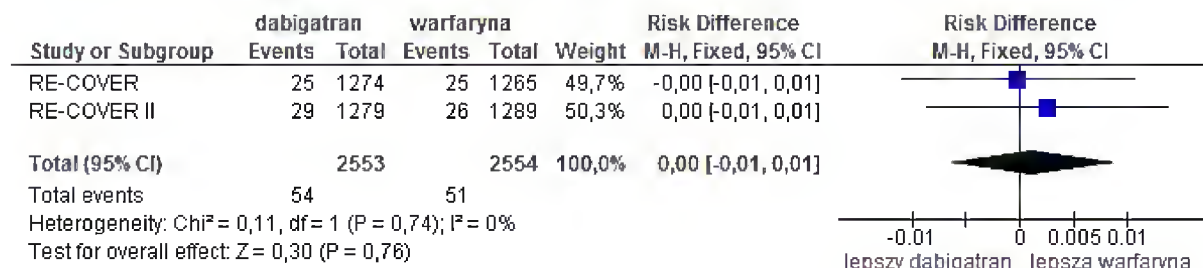 dabigatran warfaryna Risk Difference Risk Difference
Study or Subgroup Events Total Events Total Weight M-H, Fixed, 95% CI M-H, Fixed, 95% CI
RE-COVER 25 1274 25 1265 49,7% -0,00 [-0,01, 0,01]
RE-COVER II 29 1279 26 1289 50,3% 0,00 [-0,01, 0,01]
Total (95% CI) 2553 2554 100,0% 0,00 [-0,01, 0,01]
Total events 54 51
Heterogeneity: Chi² = 0,11, df = 1 (P = 0,74); I² = 0%
Test for overall effect: Z = 0,30 (P = 0,76)
-0.01 0 0.005 0.01
lepszy dabigatran lepsza warfaryna